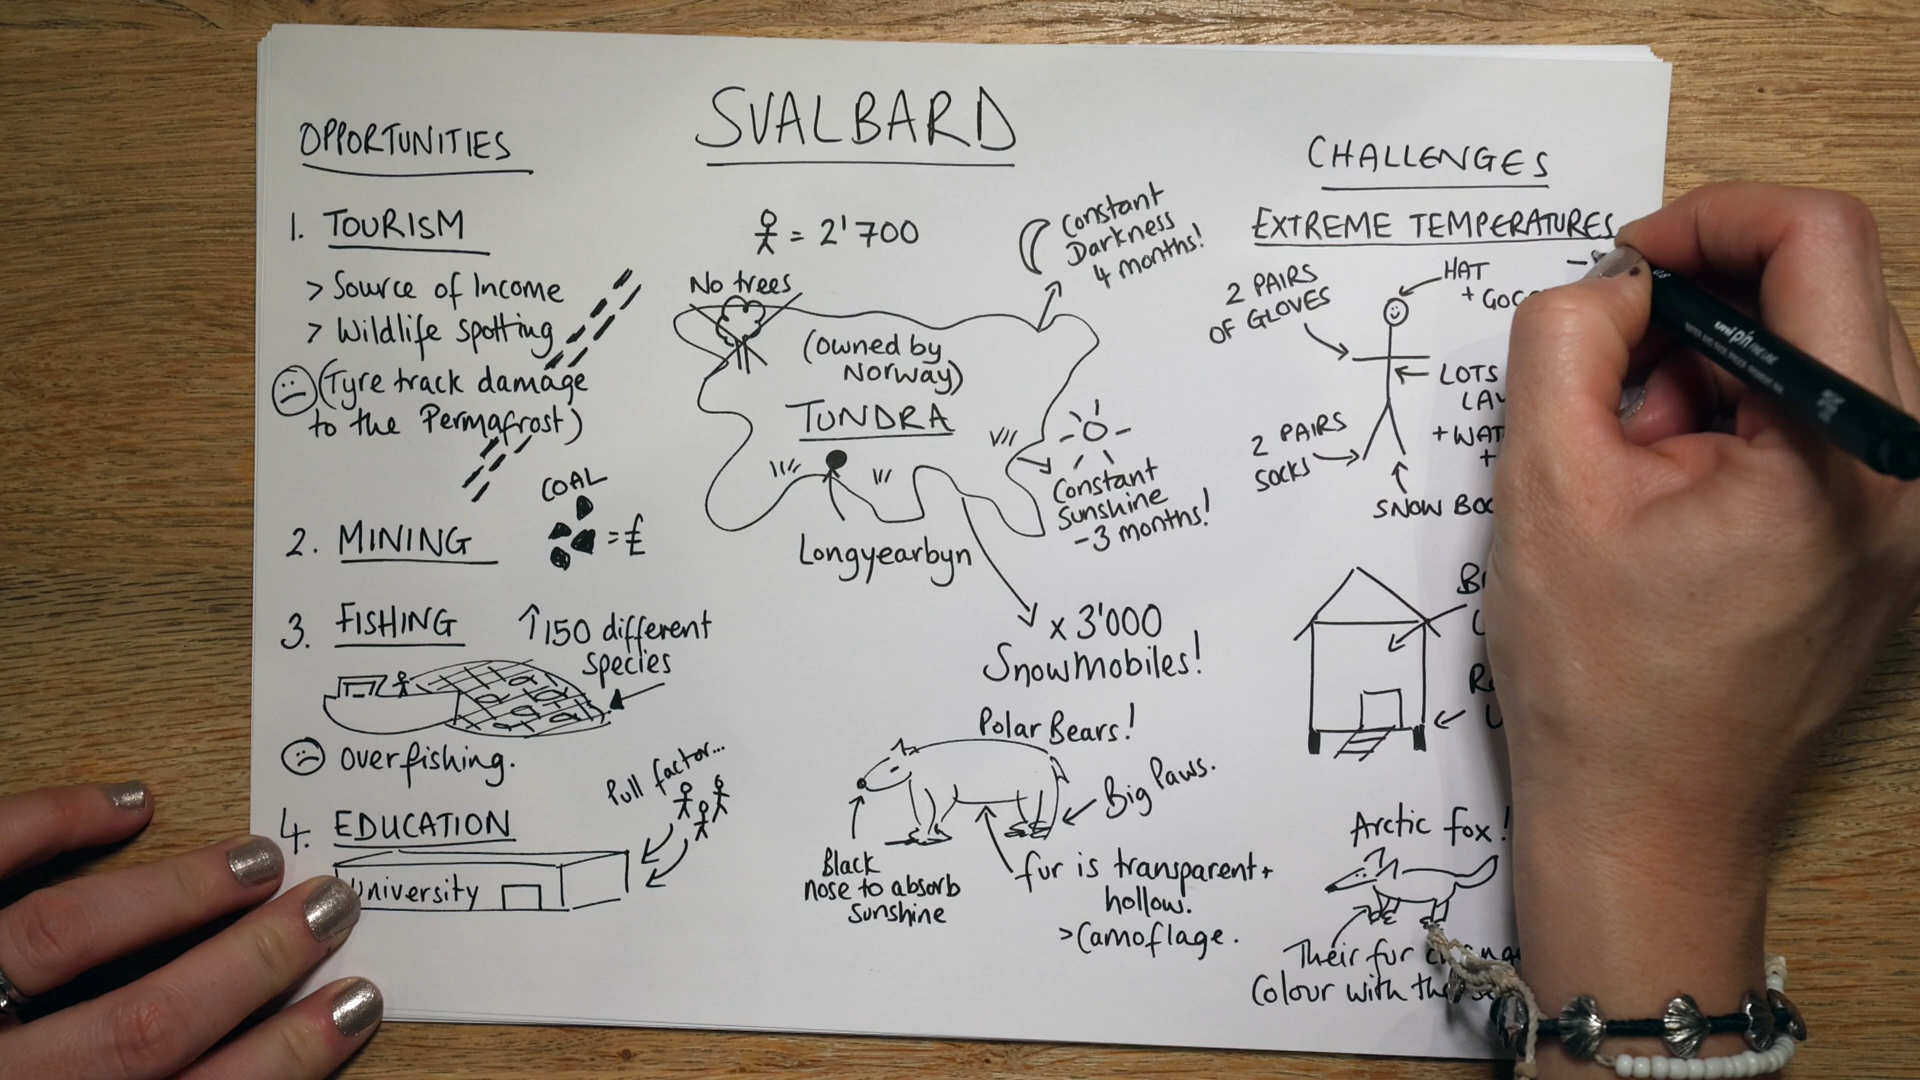 SVALBARD
OPPORTUNITIES
1. TOURISM
> Source of Income
> Wildlife spotting
(Tyre track damage
to the Permafrost)
2. MINING
COAL
= £
3. FISHING
↑150 different
species
Overfishing.
4. EDUCATION
Pull factor...
University
= 2'700
No trees
(owned by
Norway)
TUNDRA
Longyearbyn
Constant
Darkness
4 months!
Constant
Sunshine
-3 months!
x 3'000
Snowmobiles!
Polar Bears!
Big Paws.
Black
nose to absorb
Sunshine
fur is transparent +
hollow.
>Camoflage.
CHALLENGES
EXTREME TEMPERATURES
2 PAIRS
OF GLOVES
HAT
+
LOTS
+
+
2 PAIRS
SOCKS
SNOW
Arctic fox!
Their fur
Colour with
uni PIN FINE LINE